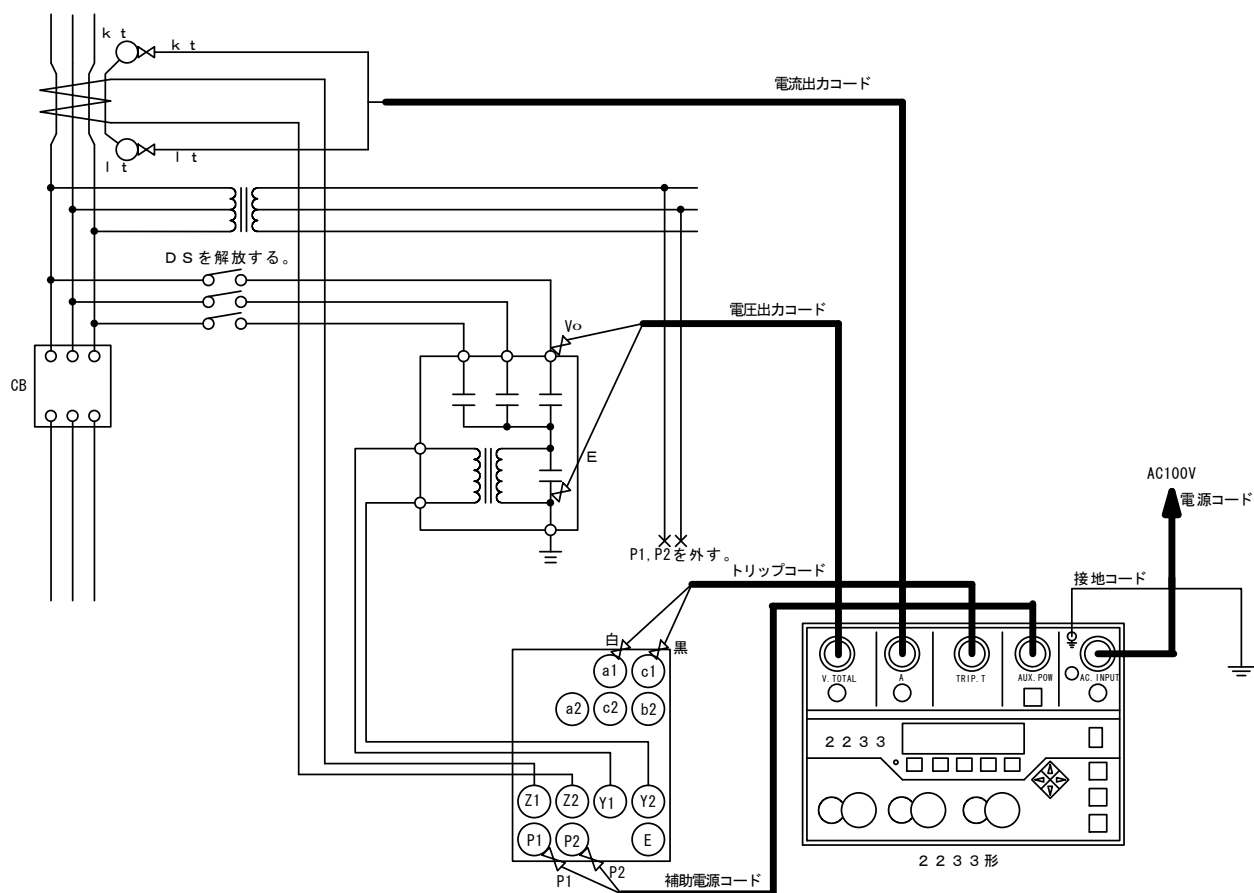 k t
k t
電流出力コード
l t
l t
DSを解放する。
電圧出力コード
Vo
CB
E
AC100V
電源コード
P1,P2を外す。
トリップコード
接地コード
白
黒
a1
c1
a2
c2
b2
V.TOTAL
A
TRIP.T
AUX.POW
AC.INPUT
2233
Z1
Z2
Y1
Y2
P1
P2
E
2233形
P1
P2
補助電源コード